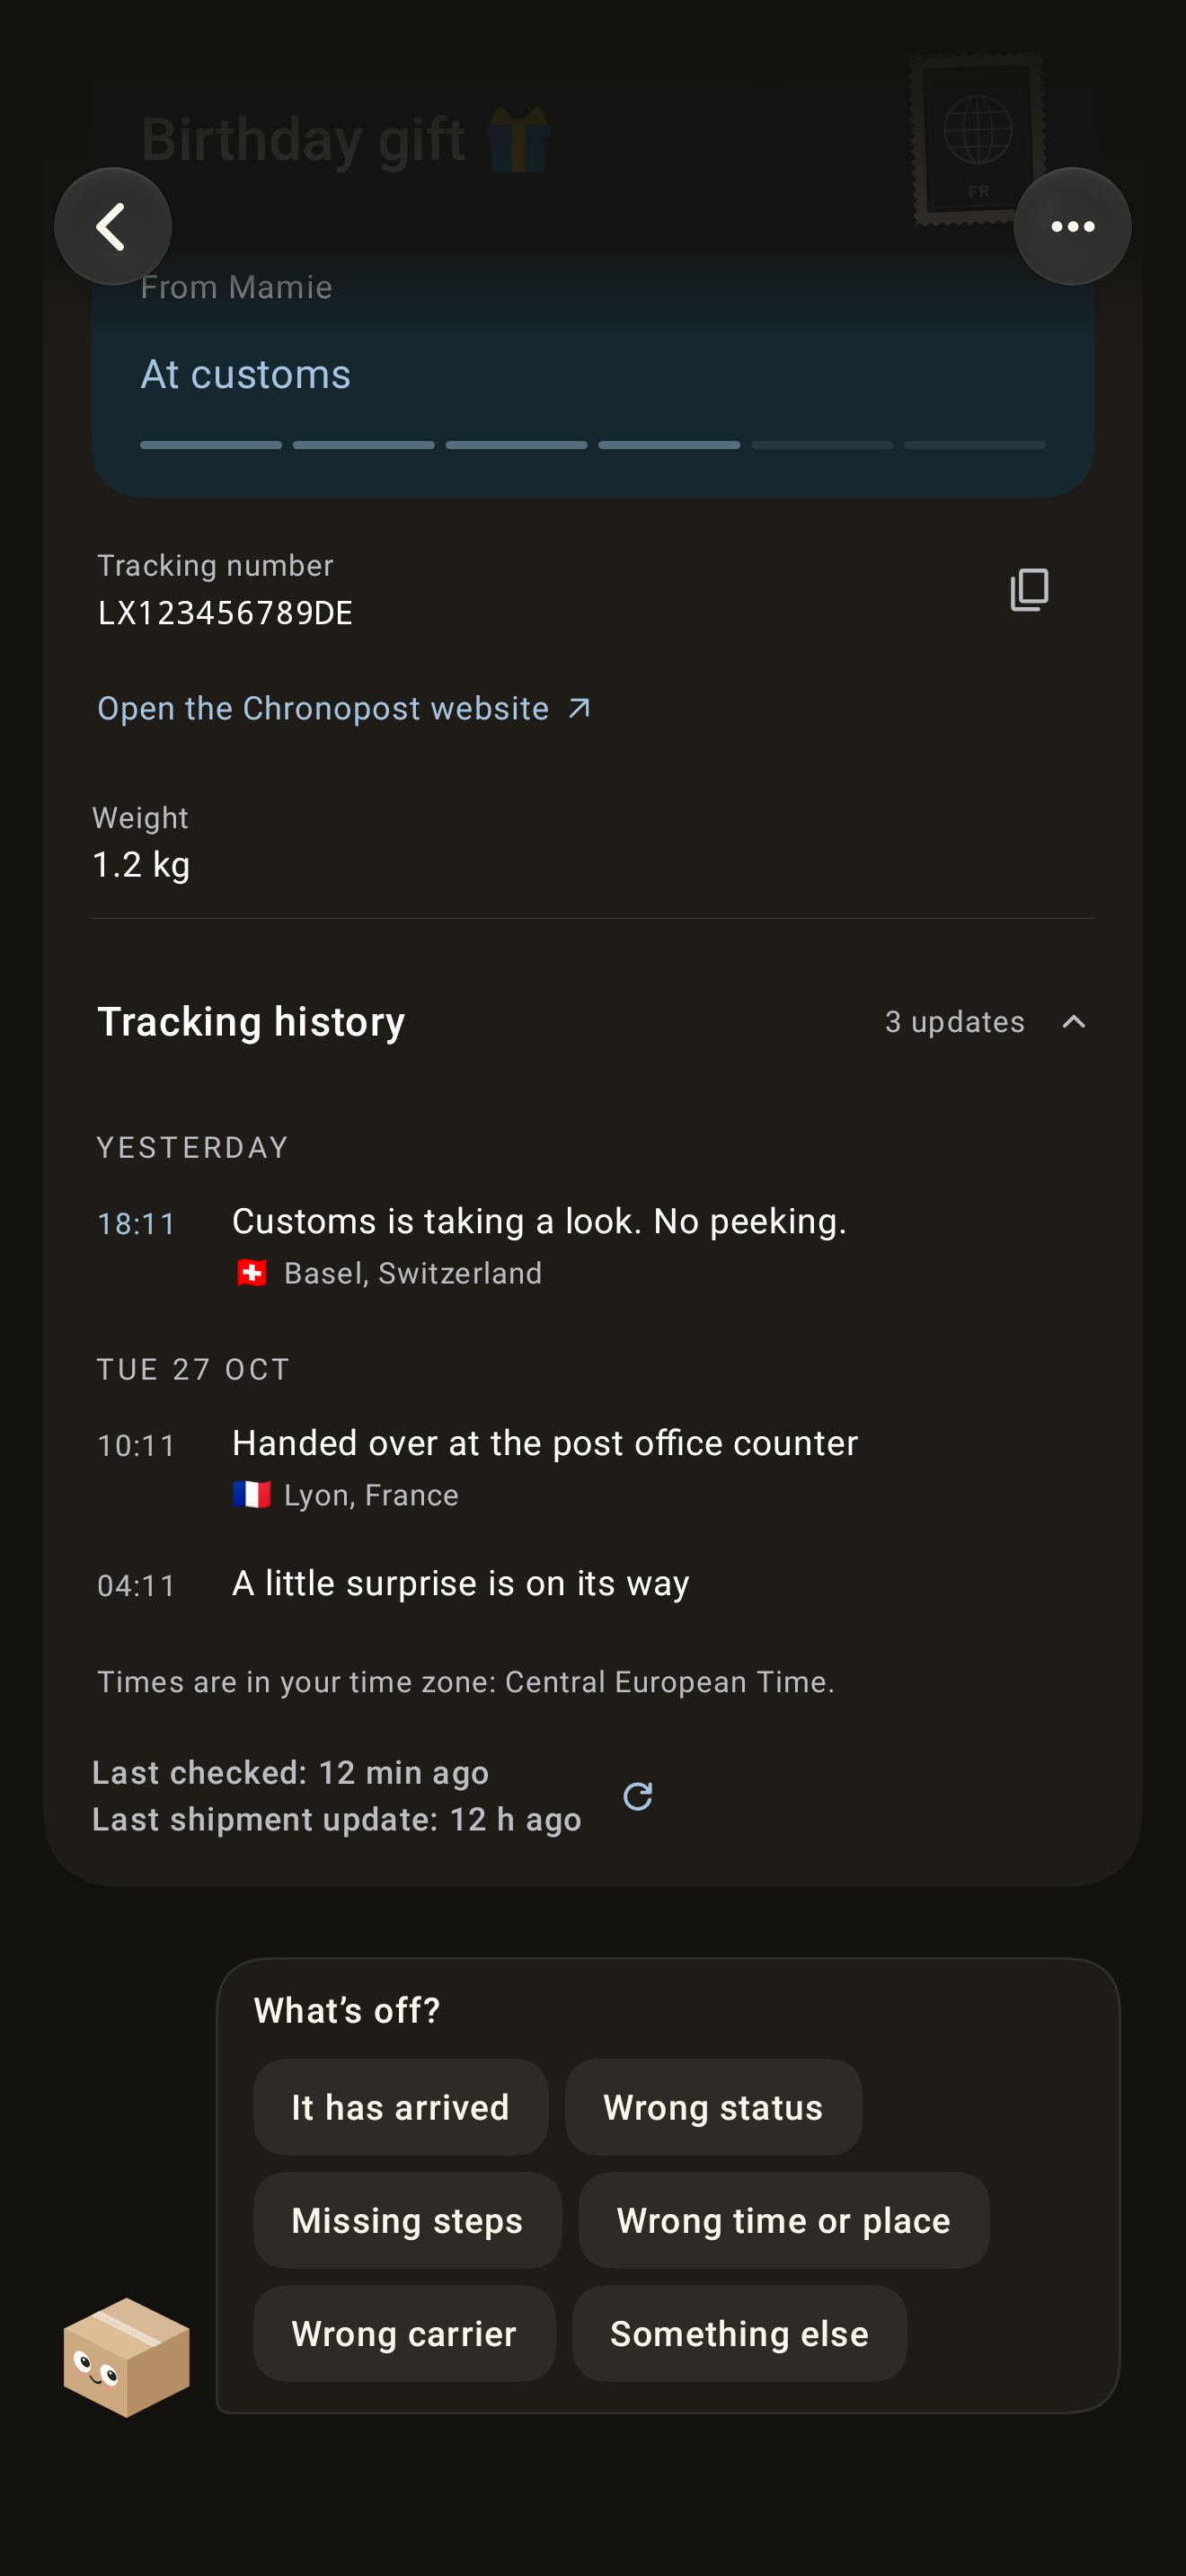 Birthday gift 🎁
FR
From Mamie
At customs
Tracking number
LX123456789DE
Open the Chronopost website ↗
Weight
1.2 kg
Tracking history
3 updates
YESTERDAY
18:11 Customs is taking a look. No peeking.
🇨🇭 Basel, Switzerland
TUE 27 OCT
10:11 Handed over at the post office counter
🇫🇷 Lyon, France
04:11 A little surprise is on its way
Times are in your time zone: Central European Time.
Last checked: 12 min ago
Last shipment update: 12 h ago
What’s off?
It has arrived
Wrong status
Missing steps
Wrong time or place
Wrong carrier
Something else